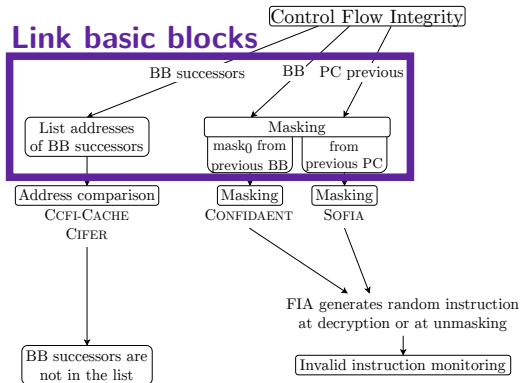 Control Flow Integrity
Link basic blocks
BB successors
BB
PC previous
List addresses
of BB successors
Masking
mask0 from
previous BB
from
previous PC
Address comparison
CCFI-CACHE
CIFER
Masking
CONFIDAENT
Masking
SOFIA
FIA generates random instruction
at decryption or at unmasking
BB successors are
not in the list
Invalid instruction monitoring